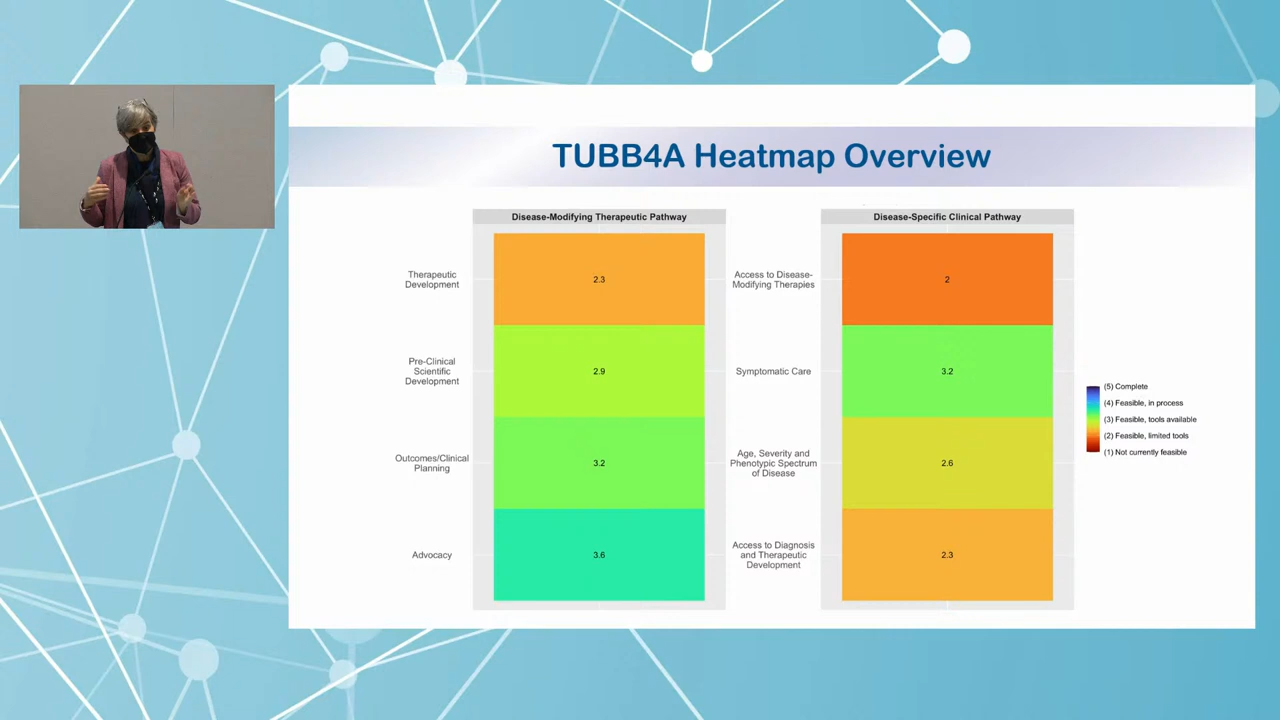 TUBB4A Heatmap Overview
Disease-Modifying Therapeutic Pathway
Therapeutic
Development
2.3
Pre-Clinical
Scientific
Development
2.9
Outcomes/Clinical
Planning
3.2
Advocacy
3.6
Disease-Specific Clinical Pathway
Access to Disease-
Modifying Therapies
2
Symptomatic Care
3.2
Age, Severity and
Phenotypic Spectrum
of Disease
2.6
Access to Diagnosis
and Therapeutic
Development
2.3
(5) Complete
(4) Feasible, in process
(3) Feasible, tools available
(2) Feasible, limited tools
(1) Not currently feasible